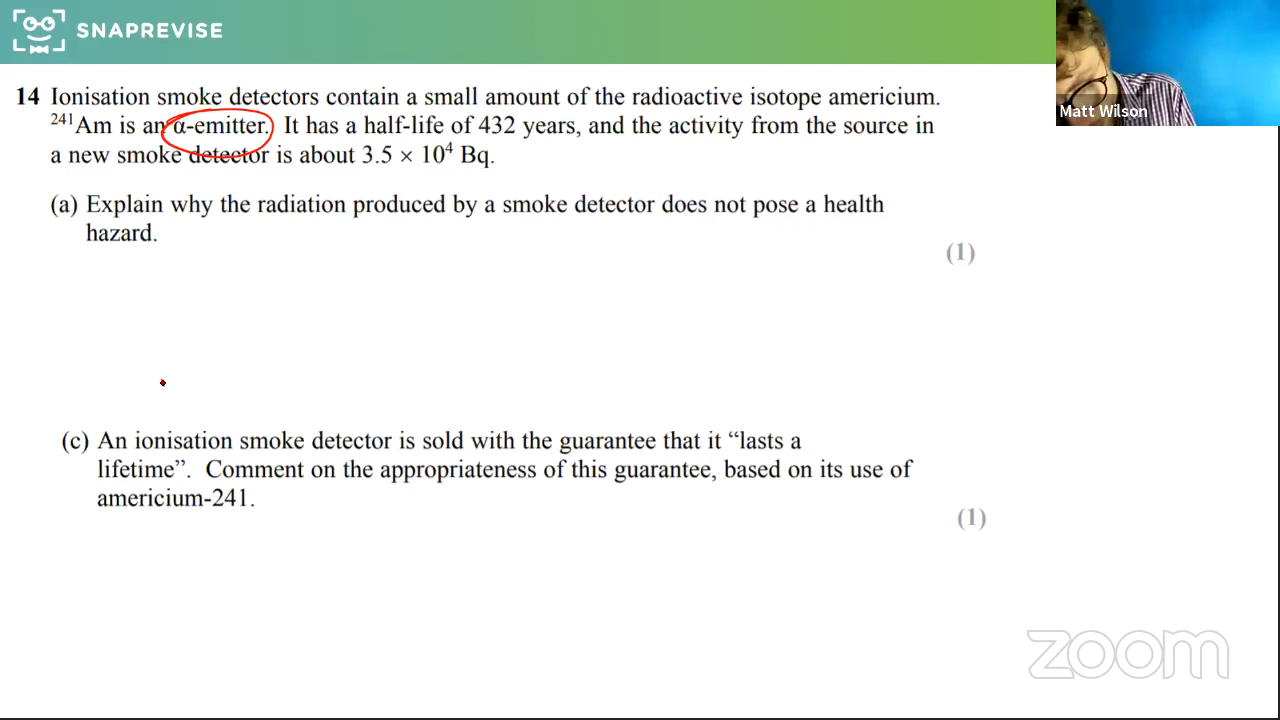 SNAPREVISE
Matt Wilson
14 Ionisation smoke detectors contain a small amount of the radioactive isotope americium.
²⁴¹Am is an α-emitter. It has a half-life of 432 years, and the activity from the source in
a new smoke detector is about 3.5 × 10⁴ Bq.
(a) Explain why the radiation produced by a smoke detector does not pose a health
hazard.
(1)
(c) An ionisation smoke detector is sold with the guarantee that it “lasts a
lifetime”. Comment on the appropriateness of this guarantee, based on its use of
americium-241.
(1)
zoom